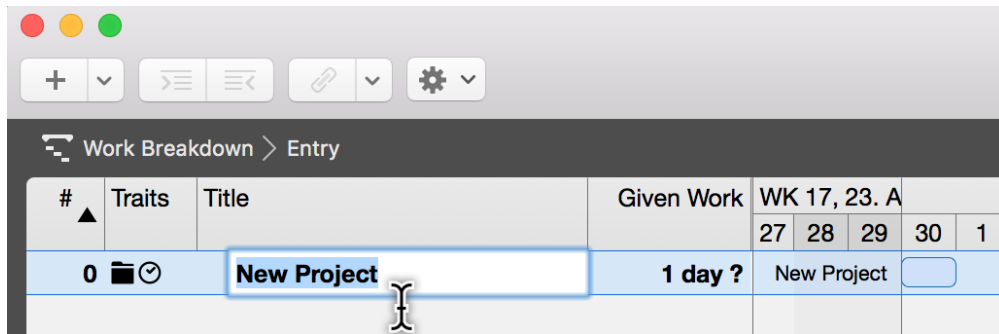 Work Breakdown > Entry
# Traits Title Given Work WK 17, 23. A
27 28 29 30 1
0 New Project 1 day ? New Project